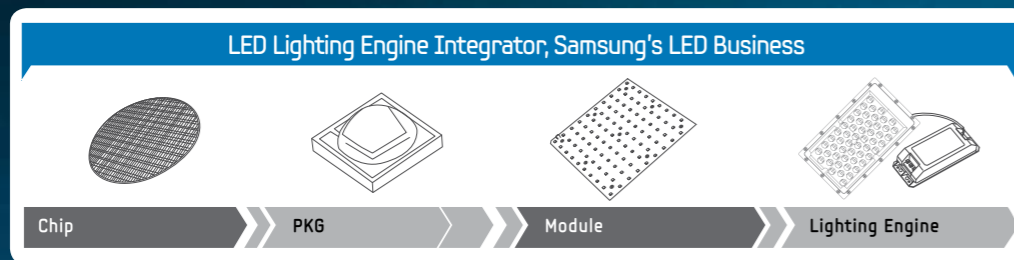 LED Lighting Engine Integrator, Samsung's LED Business
Chip
PKG
Module
Lighting Engine